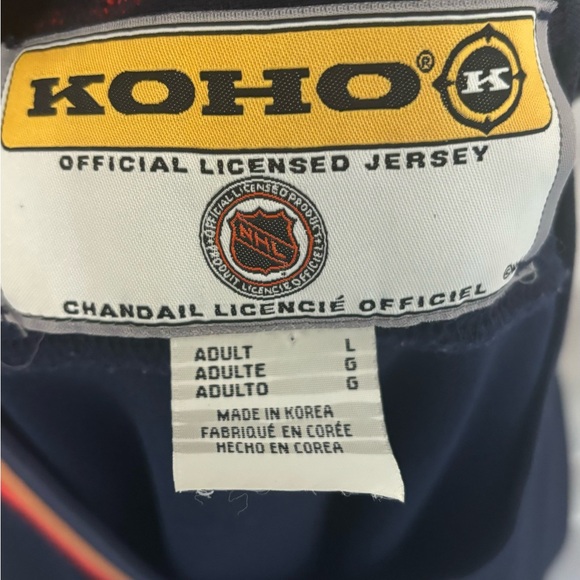 KOHO® K
OFFICIAL LICENSED JERSEY
OFFICIAL LICENSED PRODUCT
NHL
PRODUIT LICENCIÉ OFFICIEL
CHANDAIL LICENCIÉ OFFICIEL
ADULT L
ADULTE G
ADULTO G
MADE IN KOREA
FABRIQUÉ EN CORÉE
HECHO EN COREA